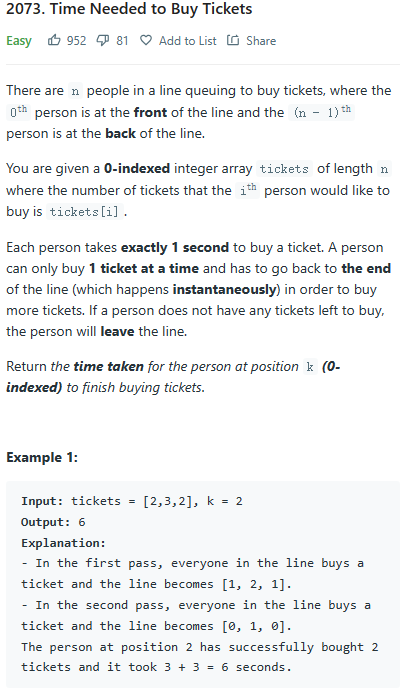 2073. Time Needed to Buy Tickets
Easy 952 81 Add to List Share
There are n people in a line queuing to buy tickets, where the
0th person is at the front of the line and the (n - 1)th
person is at the back of the line.
You are given a 0-indexed integer array tickets of length n
where the number of tickets that the ith person would like to
buy is tickets[i] .
Each person takes exactly 1 second to buy a ticket. A person
can only buy 1 ticket at a time and has to go back to the end
of the line (which happens instantaneously) in order to buy
more tickets. If a person does not have any tickets left to buy,
the person will leave the line.
Return the time taken for the person at position k (0-
indexed) to finish buying tickets.
Example 1:
Input: tickets = [2,3,2], k = 2
Output: 6
Explanation:
- In the first pass, everyone in the line buys a
ticket and the line becomes [1, 2, 1].
- In the second pass, everyone in the line buys a
ticket and the line becomes [0, 1, 0].
The person at position 2 has successfully bought 2
tickets and it took 3 + 3 = 6 seconds.